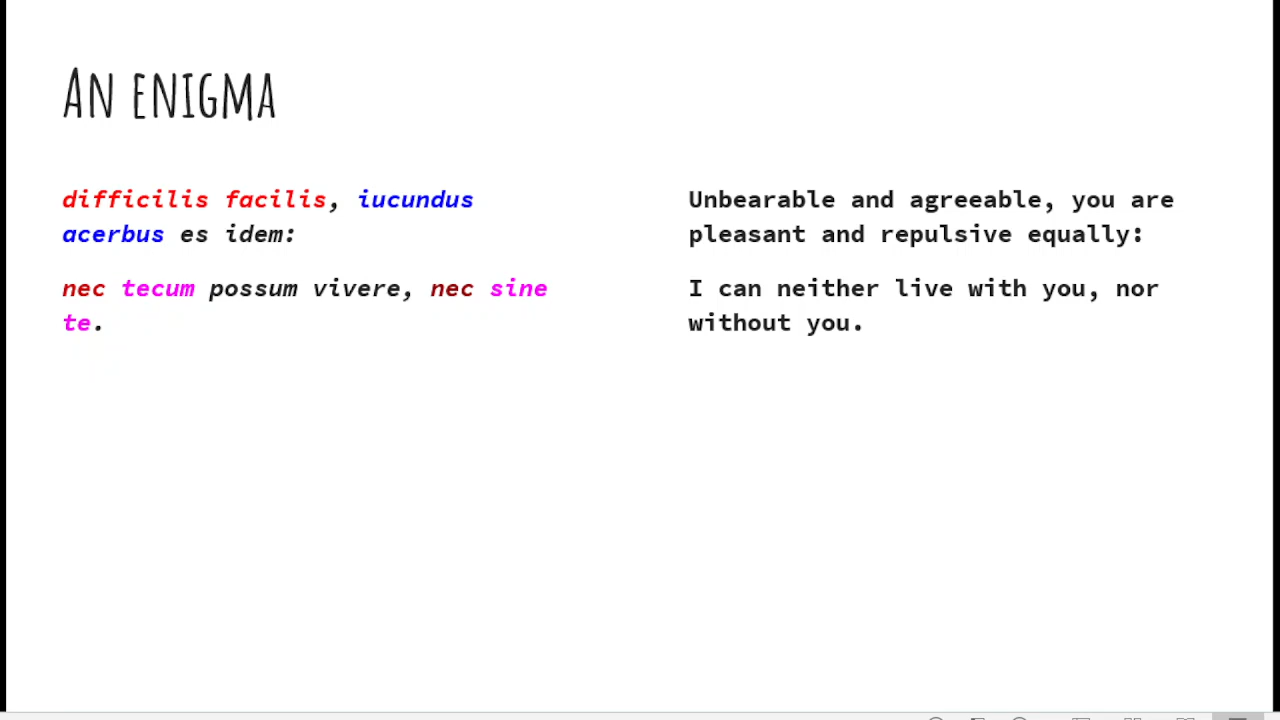 An enigma
difficilis facilis, iucundus
acerbus es idem:
nec tecum possum vivere, nec sine
te.
Unbearable and agreeable, you are
pleasant and repulsive equally:
I can neither live with you, nor
without you.